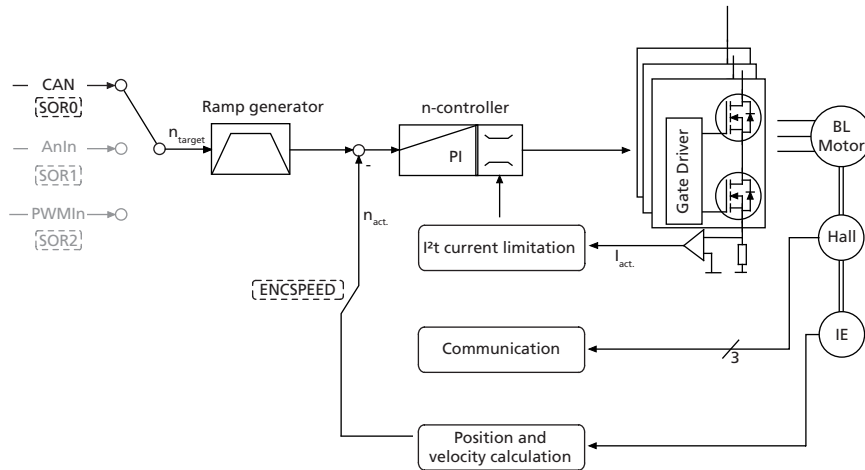 CAN
SOR0
AnIn
SOR1
PWMIn
SOR2
n target
Ramp generator
-
n act.
ENCSPEED
n-controller
PI
I²t current limitation
I act.
Gate Driver
BL
Motor
Hall
IE
Communication
3
Position and
velocity calculation